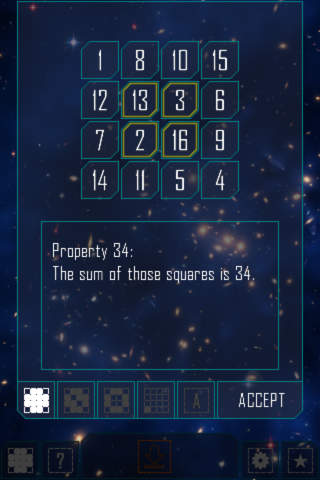 1 8 10 15
12 13 3 6
7 2 16 9
14 11 5 4
Property 34:
The sum of those squares is 34.
A
ACCEPT
?